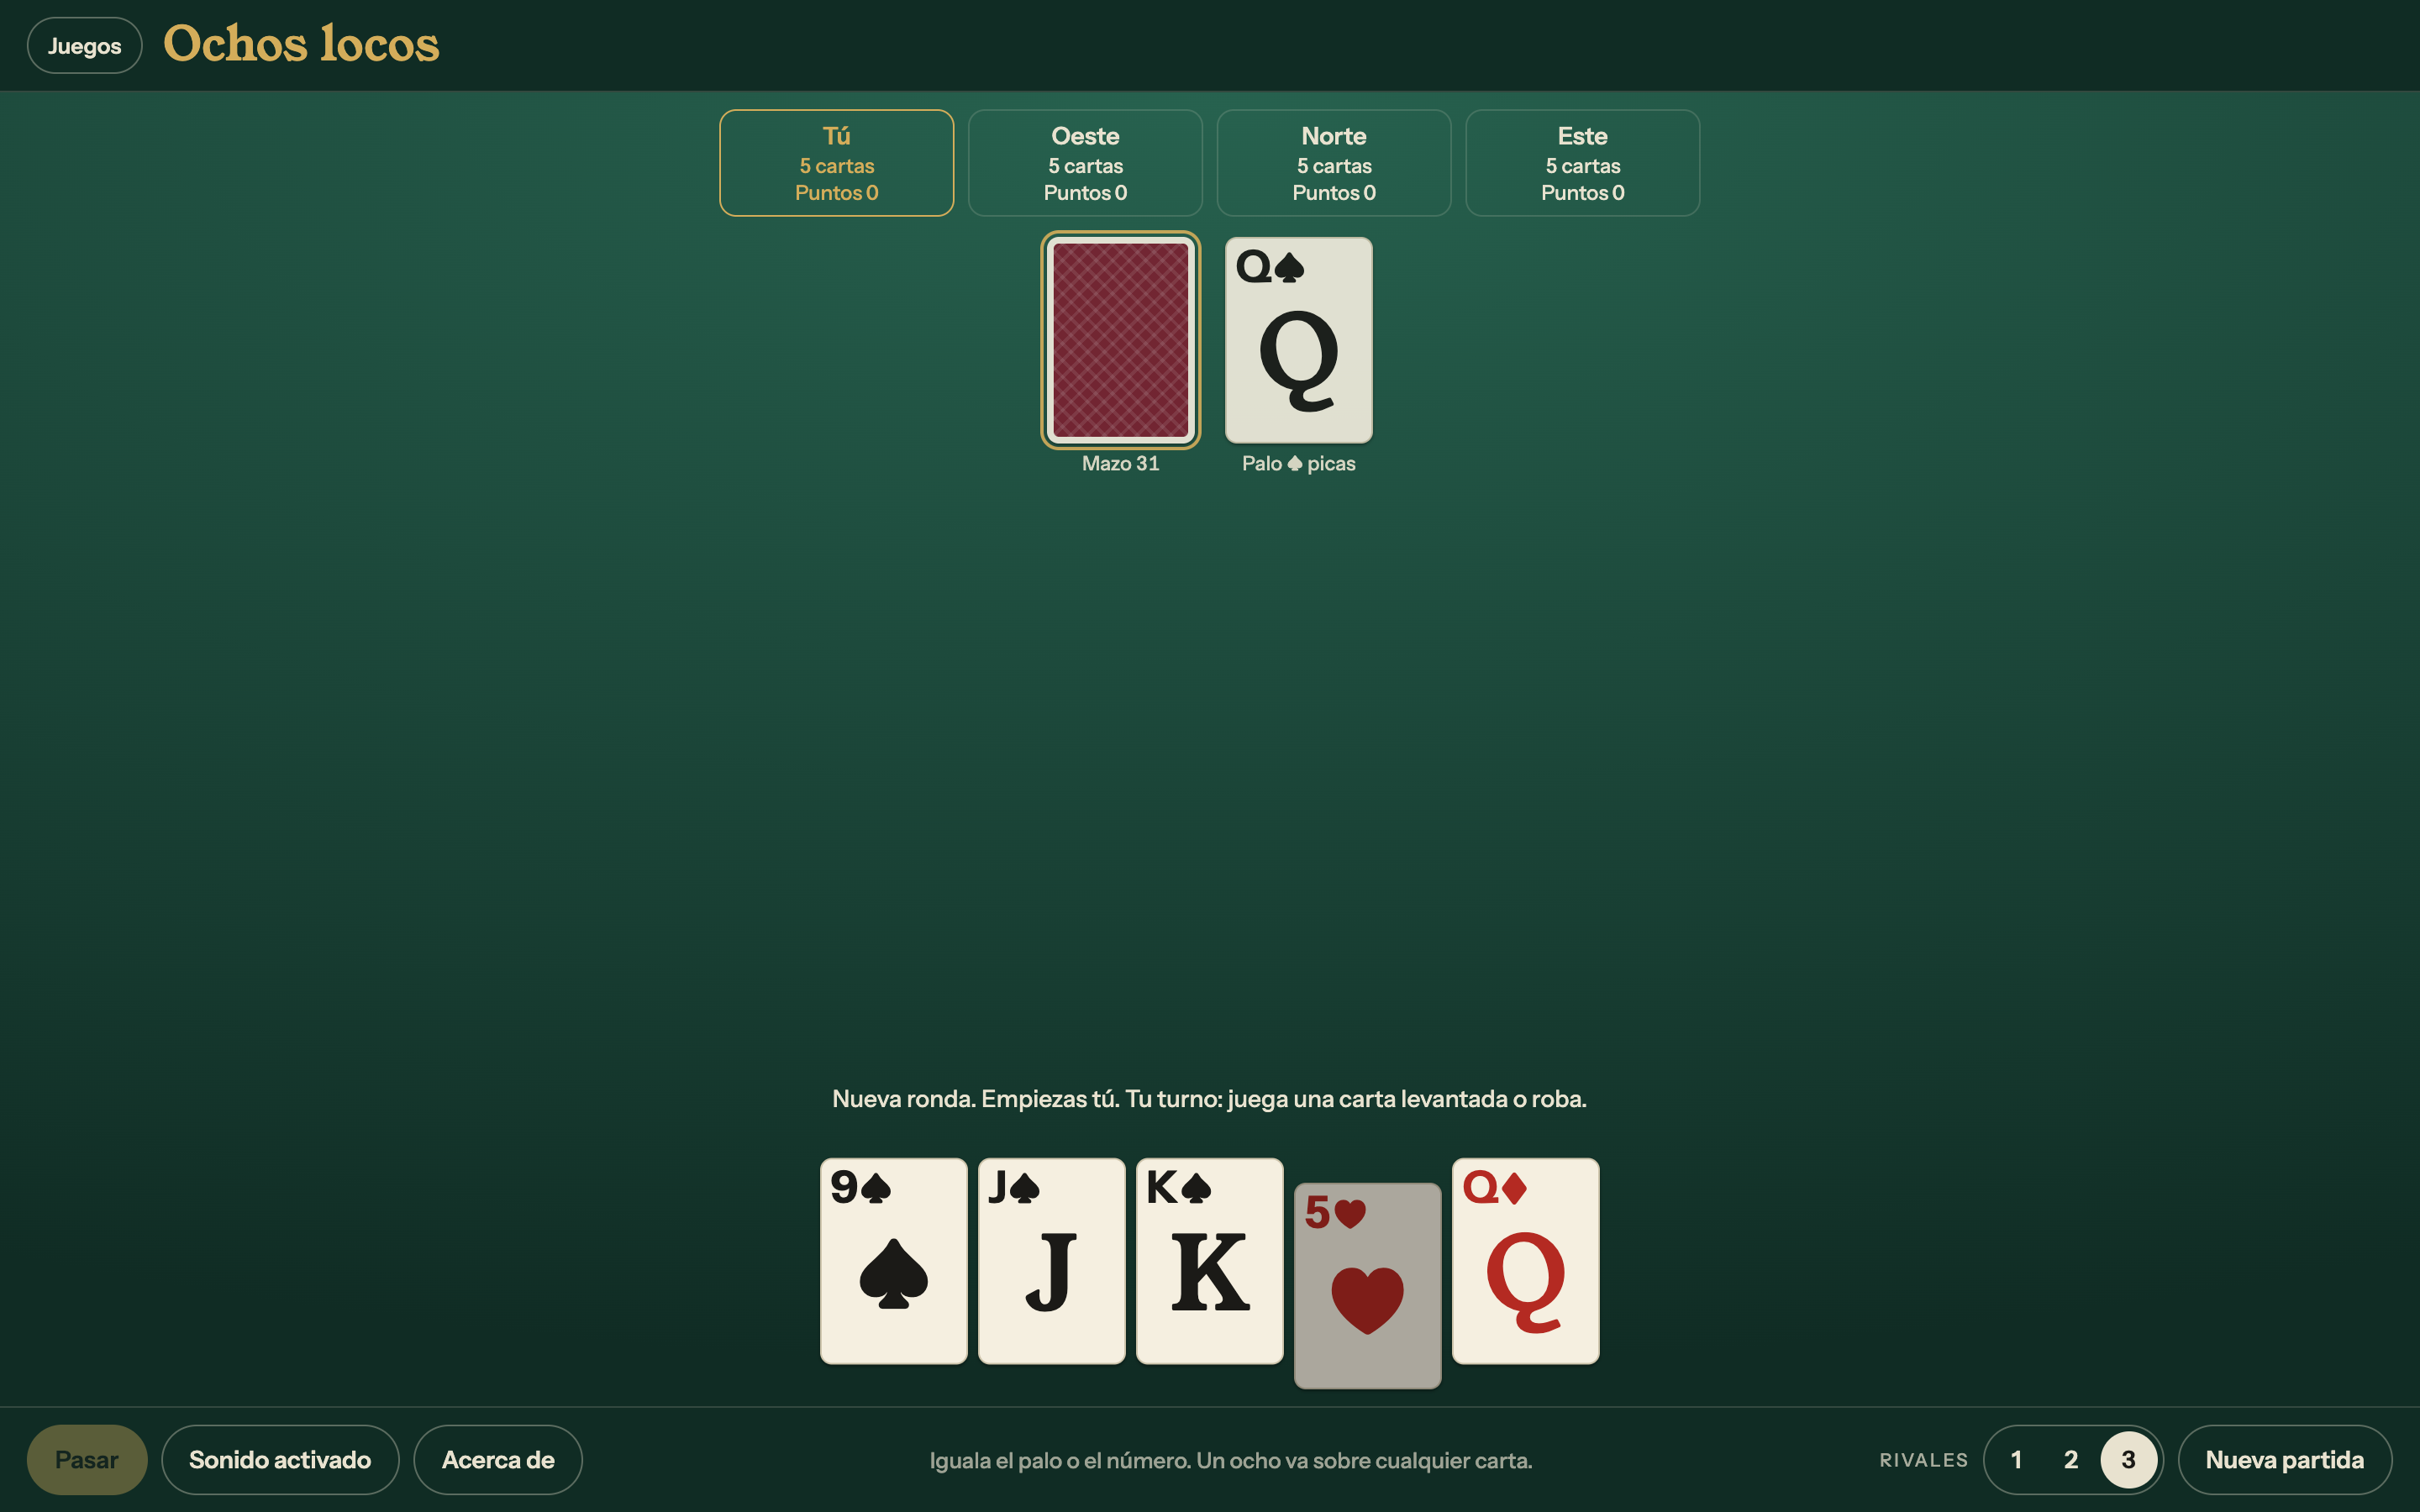 Juegos
Ochos locos
Tú
5 cartas
Puntos 0
Oeste
5 cartas
Puntos 0
Norte
5 cartas
Puntos 0
Este
5 cartas
Puntos 0
Q♠
Q
Mazo 31
Palo ♠ picas
Nueva ronda. Empiezas tú. Tu turno: juega una carta levantada o roba.
9♠
J♠
J
K♠
K
5♥
Q♦
Q
Pasar
Sonido activado
Acerca de
Iguala el palo o el número. Un ocho va sobre cualquier carta.
RIVALES
1 2 3
Nueva partida